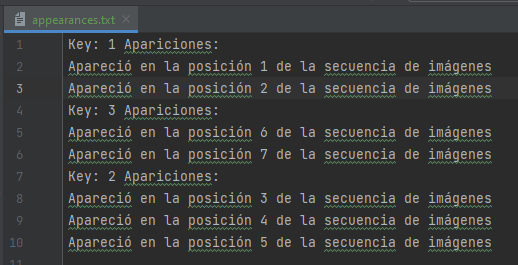 appearances.txt
1 Key: 1 Apariciones:
2 Apareció en la posición 1 de la secuencia de imágenes
3 Apareció en la posición 2 de la secuencia de imágenes
4 Key: 3 Apariciones:
5 Apareció en la posición 6 de la secuencia de imágenes
6 Apareció en la posición 7 de la secuencia de imágenes
7 Key: 2 Apariciones:
8 Apareció en la posición 3 de la secuencia de imágenes
9 Apareció en la posición 4 de la secuencia de imágenes
10 Apareció en la posición 5 de la secuencia de imágenes